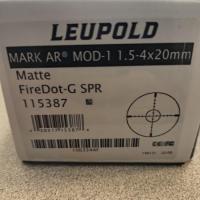 LEUPOLD
MARK AR® MOD-1 1.5-4x20mm
Matte
FireDot-G SPR
115387